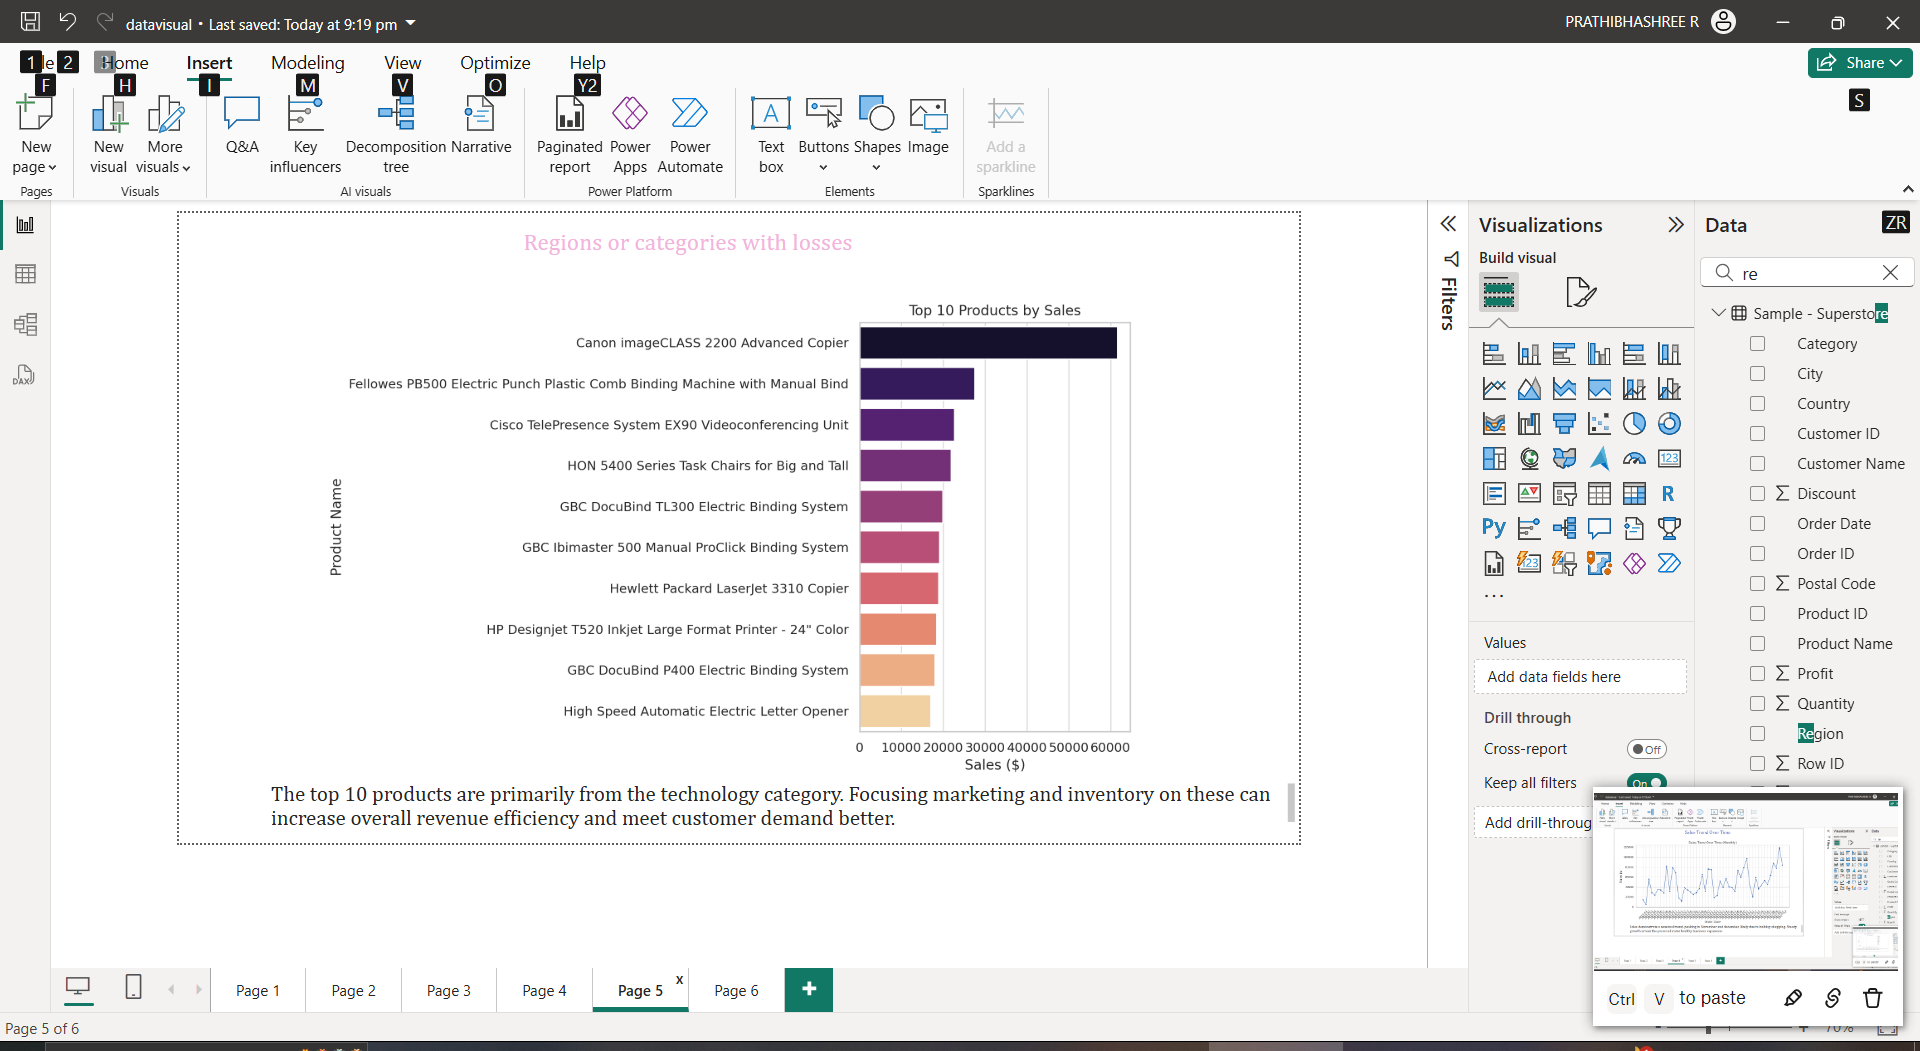 datavisual • Last saved: Today at 9:19 pm
PRATHIBHASHREE R
1 le 2 3 Home Insert Modeling View Optimize Help
Share
F H I M V O Y2 S
New page
New visual
More visuals
Q&A
Key influencers
Decomposition tree
Narrative
Paginated report
Power Apps
Power Automate
Text box
Buttons
Shapes
Image
Add a sparkline
Pages
Visuals
AI visuals
Power Platform
Elements
Sparklines
DAX
Regions or categories with losses
Top 10 Products by Sales
Product Name
Canon imageCLASS 2200 Advanced Copier
Fellowes PB500 Electric Punch Plastic Comb Binding Machine with Manual Bind
Cisco TelePresence System EX90 Videoconferencing Unit
HON 5400 Series Task Chairs for Big and Tall
GBC DocuBind TL300 Electric Binding System
GBC Ibimaster 500 Manual ProClick Binding System
Hewlett Packard LaserJet 3310 Copier
HP Designjet T520 Inkjet Large Format Printer - 24" Color
GBC DocuBind P400 Electric Binding System
High Speed Automatic Electric Letter Opener
0 10000 20000 30000 40000 50000 60000
Sales ($)
The top 10 products are primarily from the technology category. Focusing marketing and inventory on these can
increase overall revenue efficiency and meet customer demand better.
Filters
Visualizations
Build visual
123
R
Py
123
...
Values
Add data fields here
Drill through
Cross-report
Off
Keep all filters
On
Add drill-throug
Data
ZR
re
Sample - Superstore
Category
City
Country
Customer ID
Customer Name
Discount
Order Date
Order ID
Postal Code
Product ID
Product Name
Profit
Quantity
Region
Row ID
Sales Trend Over Time
Ctrl V to paste
Page 1
Page 2
Page 3
Page 4
Page 5
x
Page 6
+
Page 5 of 6
70%